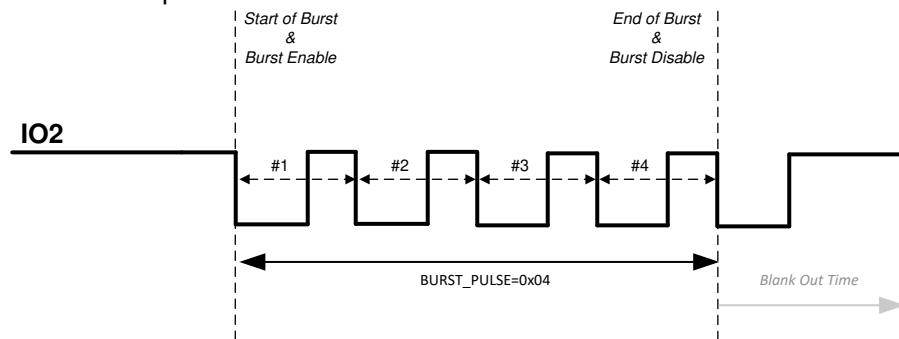 Start of Burst
&
Burst Enable
End of Burst
&
Burst Disable
IO2
#1
#2
#3
#4
BURST_PULSE=0x04
Blank Out Time